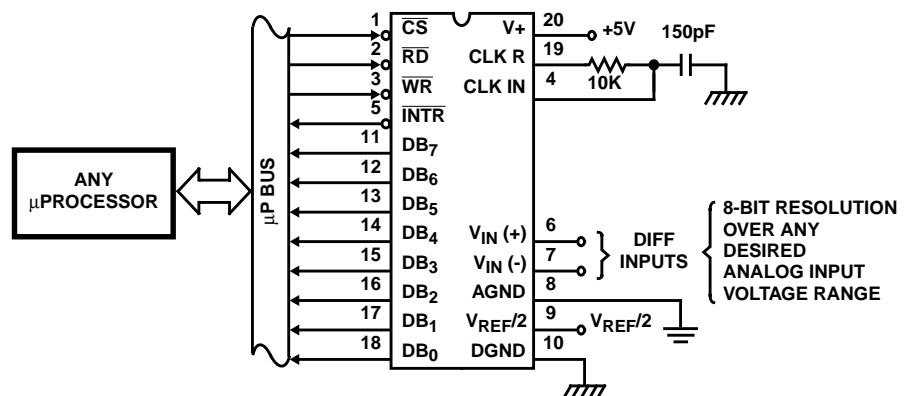 1 CS V+ 20 +5V 150pF
2 RD CLK R 19 10K
3 WR CLK IN 4
5 INTR
11 DB7
12 DB6
13 DB5
14 DB4 VIN (+) 6
15 DB3 VIN (-) 7
16 DB2 AGND 8
17 DB1 VREF/2 9 VREF/2
18 DB0 DGND 10
ANY
μPROCESSOR
μP BUS
DIFF
INPUTS
8-BIT RESOLUTION
OVER ANY
DESIRED
ANALOG INPUT
VOLTAGE RANGE